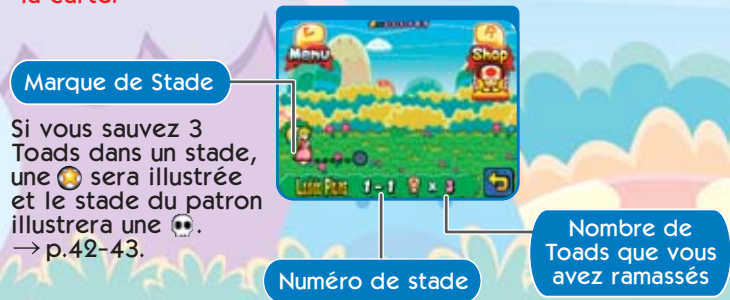 la carte.
Menu
Shop
Marque de Stade
Si vous sauvez 3
Toads dans un stade,
une sera illustrée
et le stade du patron
illustrera une .
→ p.42-43.
1-1 x 3
Numéro de stade
Nombre de
Toads que vous
avez ramassés